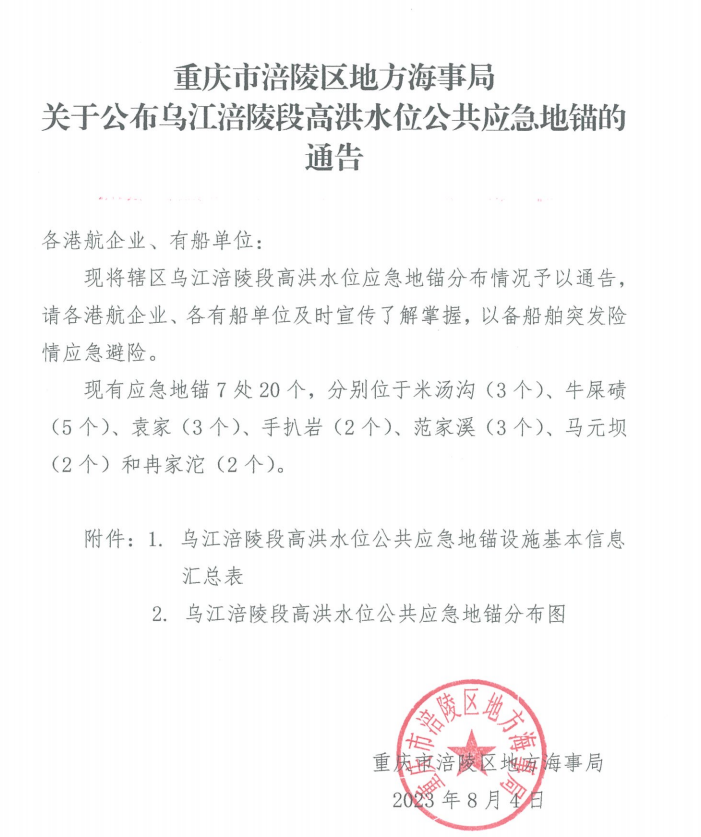 重庆市涪陵区地方海事局
关于公布乌江涪陵段高洪水位公共应急地锚的
通告
各港航企业、有船单位：
现将辖区乌江涪陵段高洪水位应急地锚分布情况予以通告，
请各港航企业、各有船单位及时宣传了解掌握，以备船舶突发险
情应急避险。
现有应急地锚 7 处 20 个，分别位于米汤沟（3 个）、牛屎碛
（5 个）、袁家（3 个）、手扒岩（2 个）、范家溪（3 个）、马元坝
（2 个）和冉家沱（2 个）。
附件：1. 乌江涪陵段高洪水位公共应急地锚设施基本信息
汇总表
2. 乌江涪陵段高洪水位公共应急地锚分布图
重庆市涪陵区地方海事局
重庆市涪陵区地方海事局
2023 年 8 月 4 日